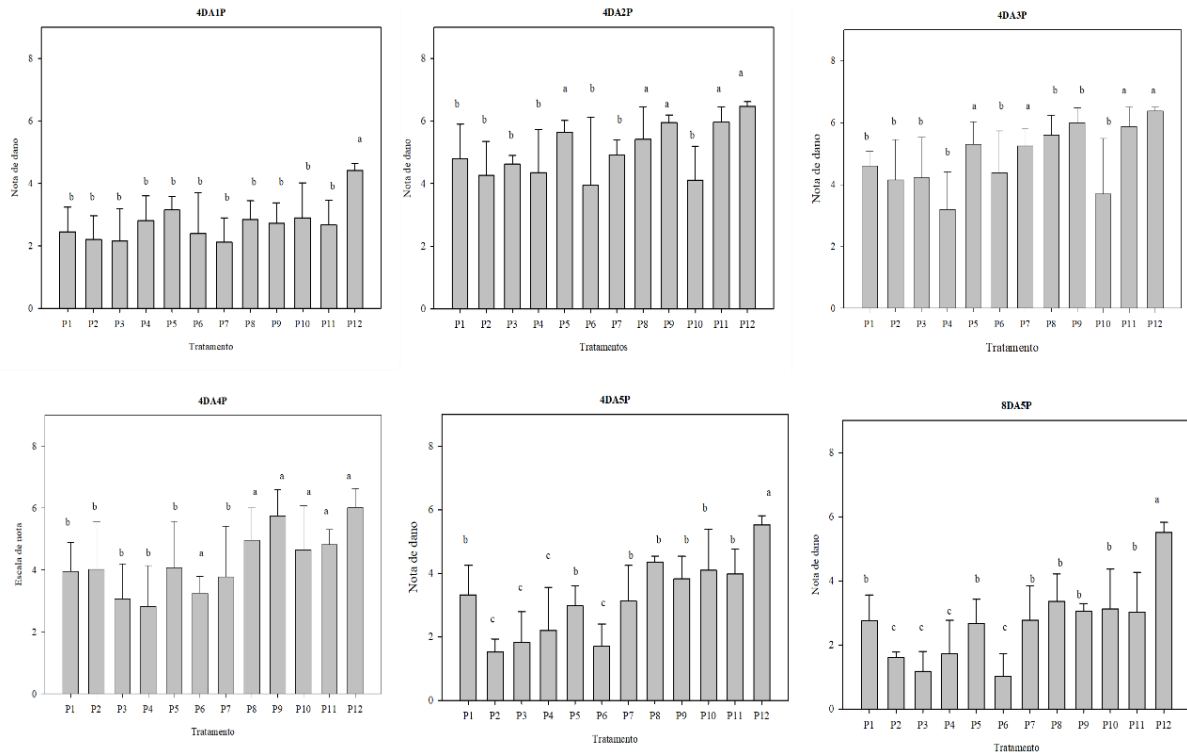 4DA1P
Nota de dano
8
6
4
2
0
b b b b b b b b b b b a
P1 P2 P3 P4 P5 P6 P7 P8 P9 P10 P11 P12
Tratamento
4DA2P
Nota de dano
8
6
4
2
0
b b b b a b b a a b a a
P1 P2 P3 P4 P5 P6 P7 P8 P9 P10 P11 P12
Tratamentos
4DA3P
Nota de dano
8
6
4
2
0
b b b b a b a b b b a a
P1 P2 P3 P4 P5 P6 P7 P8 P9 P10 P11 P12
Tratamento
4DA4P
Escala de nota
8
6
4
2
0
b b b b b a b a a a a a
P1 P2 P3 P4 P5 P6 P7 P8 P9 P10 P11 P12
Tratamento
4DA5P
Nota de dano
8
6
4
2
0
b c c c b c b b b b b a
P1 P2 P3 P4 P5 P6 P7 P8 P9 P10 P11 P12
Tratamento
8DA5P
Nota de dano
8
6
4
2
0
b c c c b c b b b b b a
P1 P2 P3 P4 P5 P6 P7 P8 P9 P10 P11 P12
Tratamento